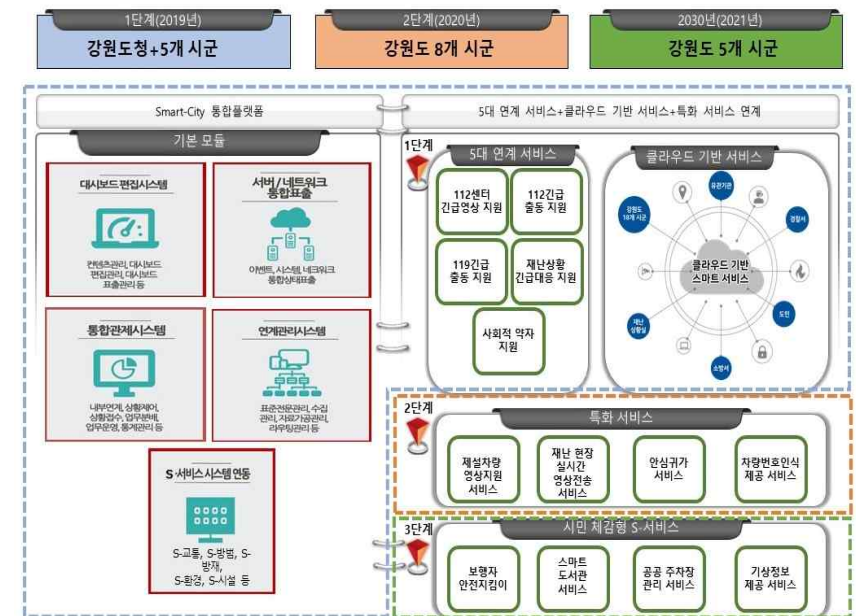 1단계(2019년)
강원도청+5개 시군
2단계(2020년)
강원도 8개 시군
2030년(2021년)
강원도 5개 시군
Smart-City 통합플랫폼
5대 연계 서비스+클라우드 기반 서비스+특화 서비스 연계
기본 모듈
대시보드 편집시스템
컨텐츠관리, 대시보드
편집관리, 대시보드
표출관리 등
서버/네트워크
통합표출
이벤트, 시스템, 네크워크
통합상태표출
통합관제시스템
내부연계, 상황제어,
상황접수, 업무분배,
업무운영, 통계관리 등
연계관리시스템
표준전문관리, 수집
관리, 자료가공관리,
라우팅관리 등
S-서비스 시스템 연동
S-교통, S-방범, S-
방재,
S-환경, S-시설 등
1단계
5대 연계 서비스
112센터
긴급영상 지원
112긴급
출동 지원
119긴급
출동 지원
재난상황
긴급대응 지원
사회적 약자
지원
클라우드 기반 서비스
유관기관
강원도
18개 시군
경찰서
클라우드 기반
스마트 서비스
재난
상황실
도민
소방서
2단계
특화 서비스
제설차량
영상지원
서비스
재난 현장
실시간
영상전송
서비스
안심귀가
서비스
차량번호인식
제공 서비스
3단계
시민 체감형 S-서비스
보행자
안전지킴이
스마트
도서관
서비스
공공 주차장
관리 서비스
기상정보
제공 서비스